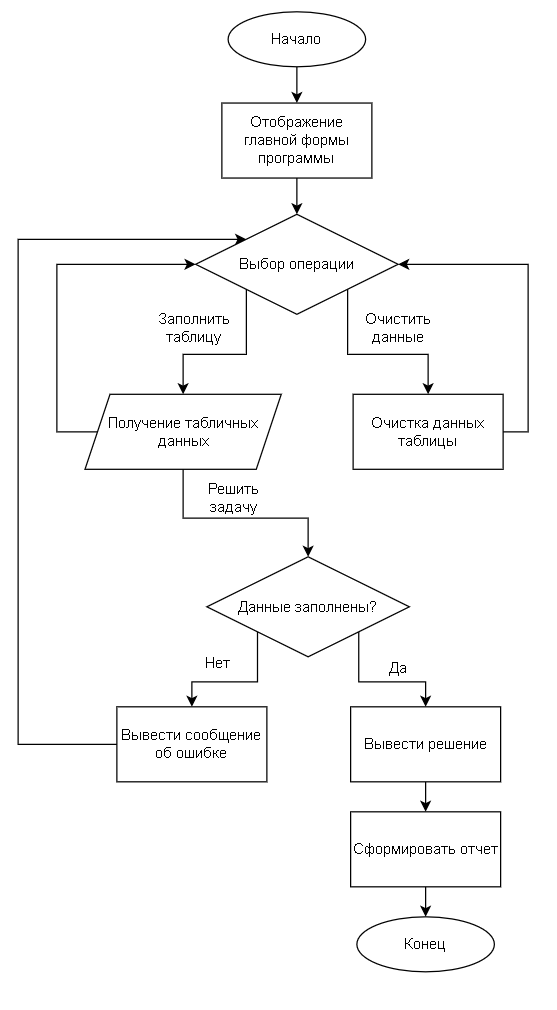 Начало
Отображение
главной формы
программы
Выбор операции
Заполнить
таблицу
Очистить
данные
Получение табличных
данных
Очистка данных
таблицы
Решить
задачу
Данные заполнены?
Нет
Да
Вывести сообщение
об ошибке
Вывести решение
Сформировать отчет
Конец